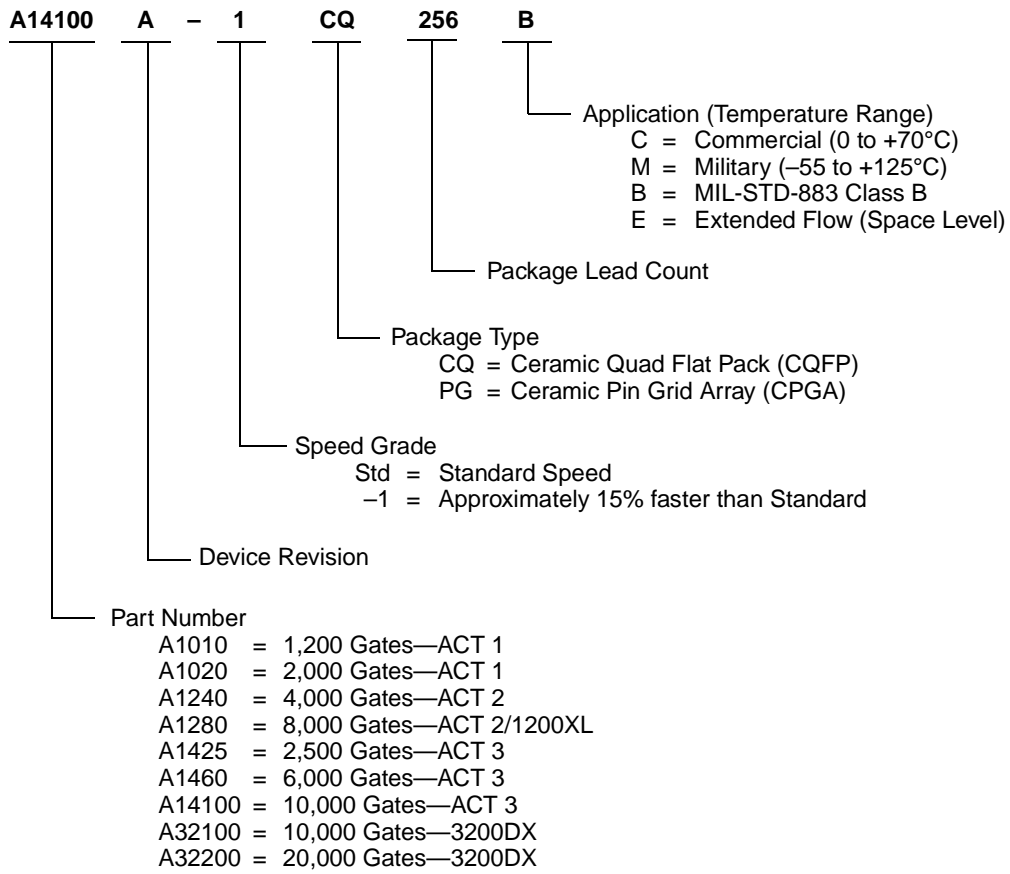 A14100 A – 1 CQ 256 B
Application (Temperature Range)
C = Commercial (0 to +70°C)
M = Military (–55 to +125°C)
B = MIL-STD-883 Class B
E = Extended Flow (Space Level)
Package Lead Count
Package Type
CQ = Ceramic Quad Flat Pack (CQFP)
PG = Ceramic Pin Grid Array (CPGA)
Speed Grade
Std = Standard Speed
–1 = Approximately 15% faster than Standard
Device Revision
Part Number
A1010 = 1,200 Gates—ACT 1
A1020 = 2,000 Gates—ACT 1
A1240 = 4,000 Gates—ACT 2
A1280 = 8,000 Gates—ACT 2/1200XL
A1425 = 2,500 Gates—ACT 3
A1460 = 6,000 Gates—ACT 3
A14100 = 10,000 Gates—ACT 3
A32100 = 10,000 Gates—3200DX
A32200 = 20,000 Gates—3200DX